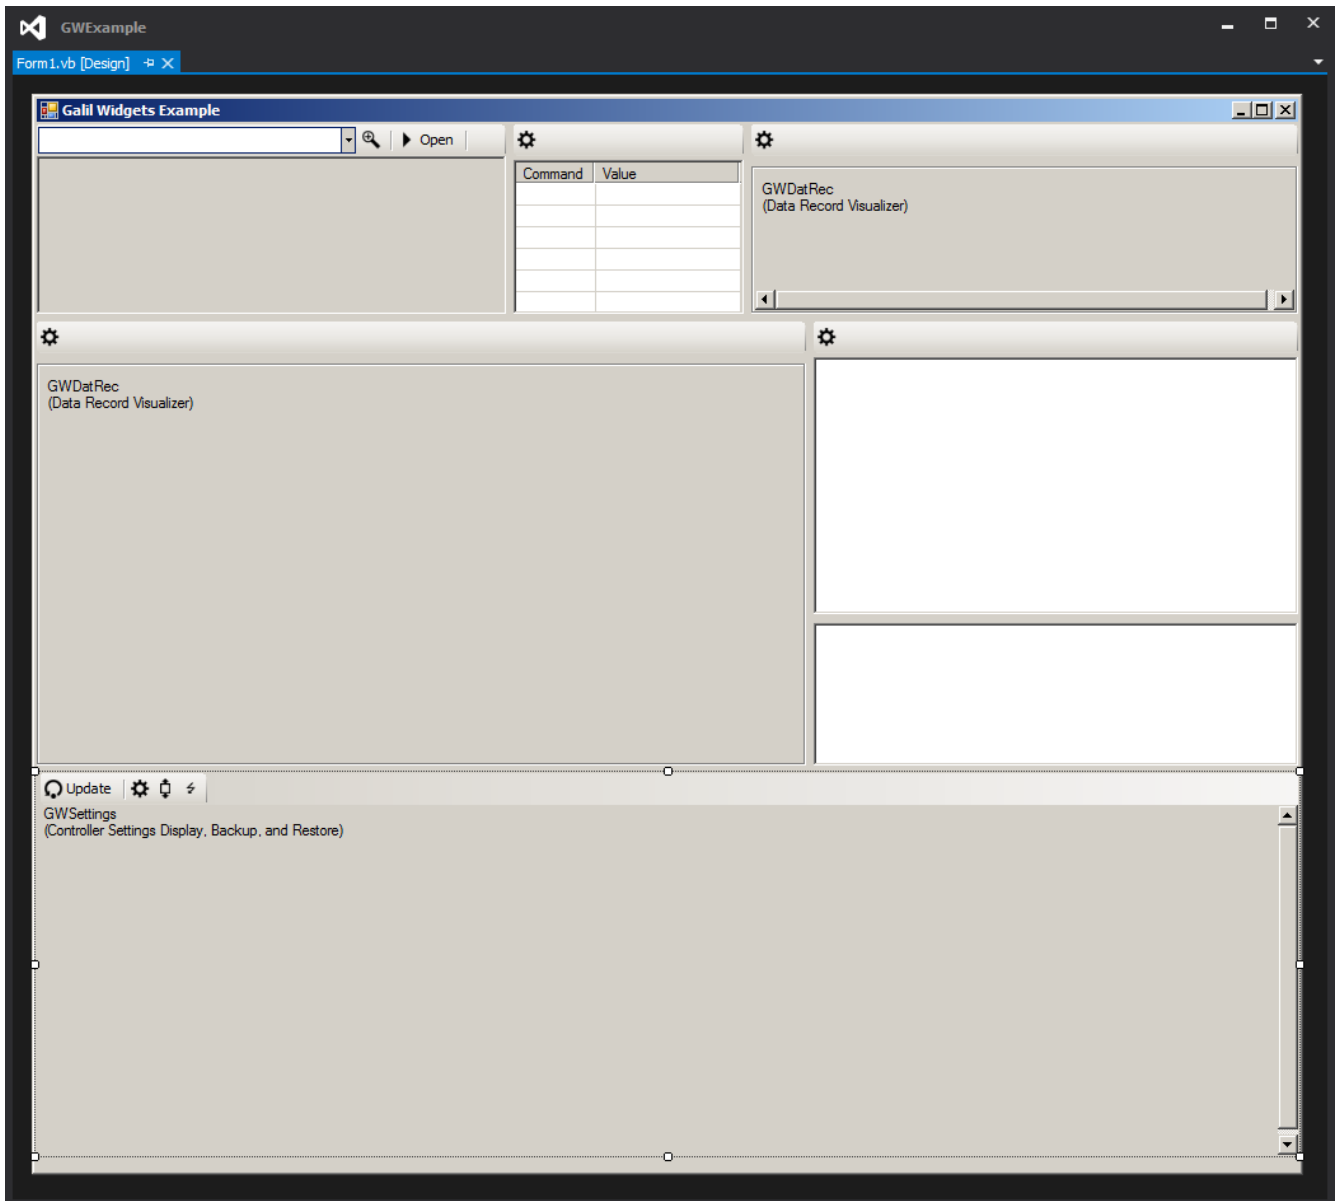 GWExample
Form1.vb [Design]
Galil Widgets Example
Open
Command Value
GWDatRec
(Data Record Visualizer)
GWDatRec
(Data Record Visualizer)
Update
GWSettings
(Controller Settings Display, Backup, and Restore)